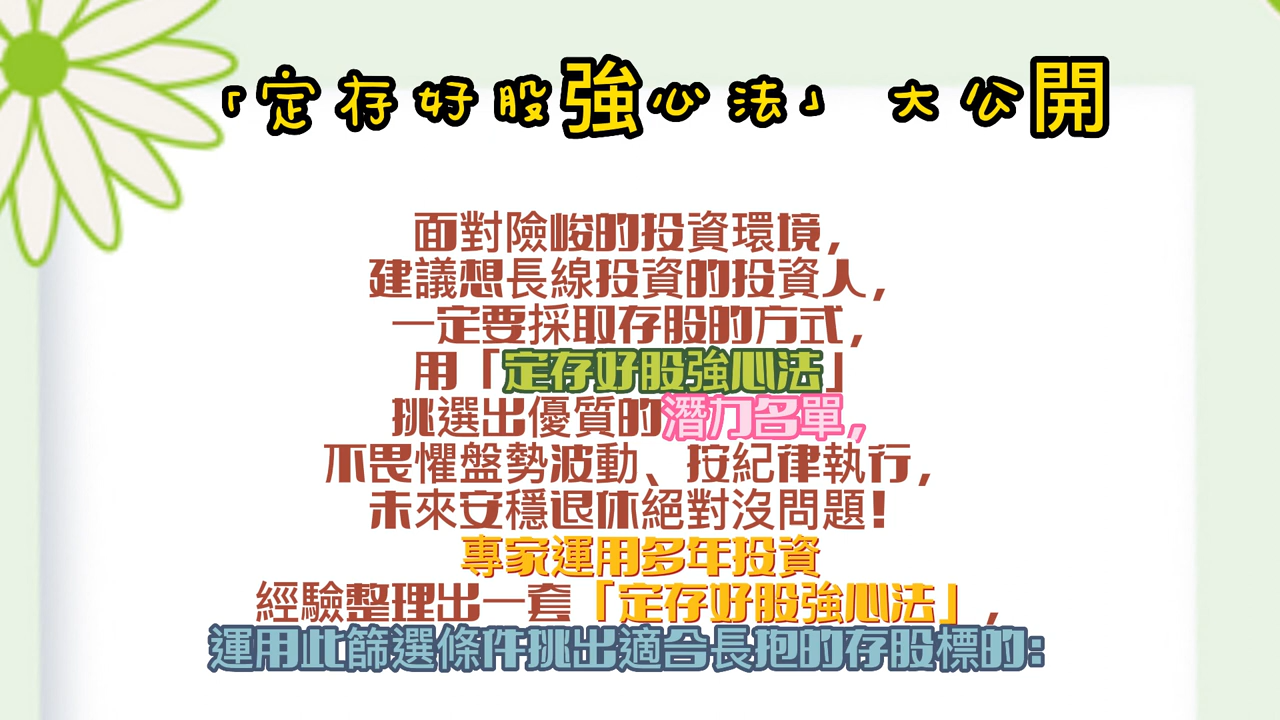 「定存好股強心法」 大公開
面對險峻的投資環境，
建議想長線投資的投資人，
一定要採取存股的方式，
用「定存好股強心法」
挑選出優質的潛力名單，
不畏懼盤勢波動、按紀律執行，
未來安穩退休絕對沒問題！
專家運用多年投資
經驗整理出一套「定存好股強心法」，
運用此篩選條件挑出適合長抱的存股標的：